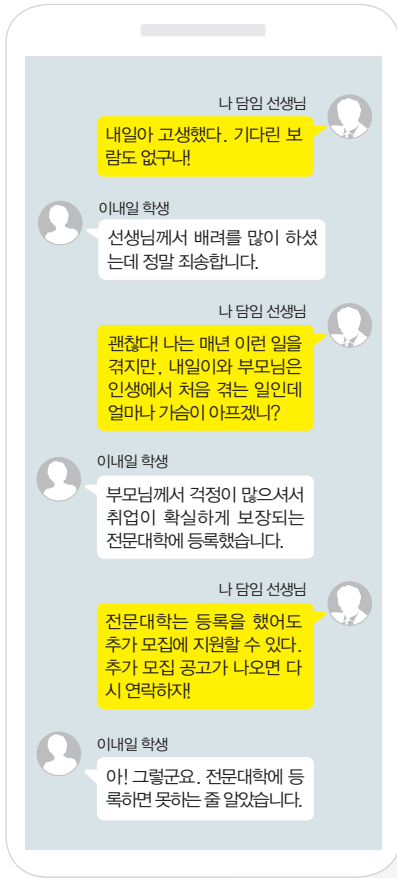 나 담임 선생님
내일아 고생했다. 기다린 보
람도 없구나!
이내일 학생
선생님께서 배려를 많이 하셨
는데 정말 죄송합니다.
나 담임 선생님
괜찮다! 나는 매년 이런 일을
겪지만, 내일이와 부모님은
인생에서 처음 겪는 일인데
얼마나 가슴이 아프겠니?
이내일 학생
부모님께서 걱정이 많으셔서
취업이 확실하게 보장되는
전문대학에 등록했습니다.
나 담임 선생님
전문대학는 등록을 했어도
추가 모집에 지원할 수 있다.
추가 모집 공고가 나오면 다
시 연락하자!
이내일 학생
아! 그렇군요. 전문대학에 등
록하면 못하는 줄 알았습니다.